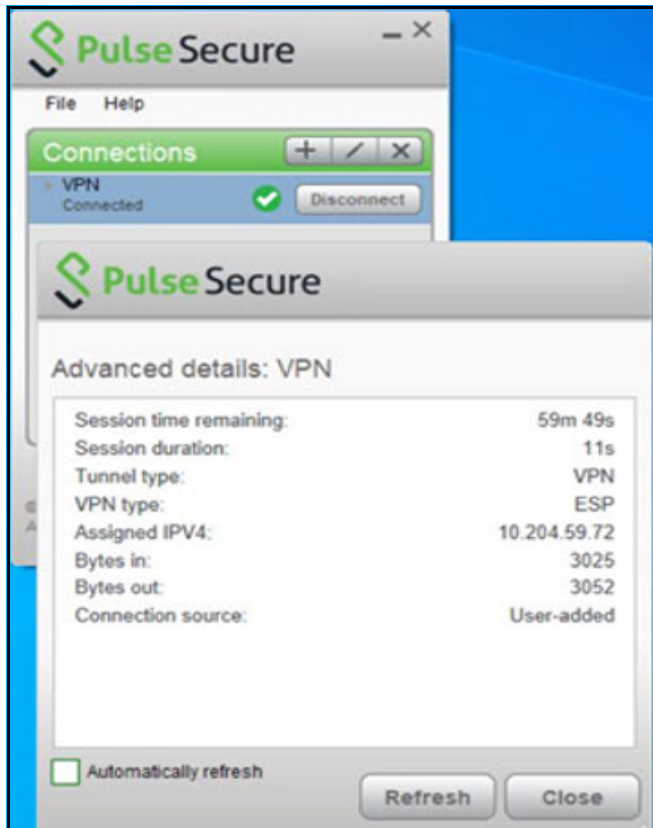 Pulse Secure
File Help
Connections
VPN
Connected
Disconnect
Pulse Secure
Advanced details: VPN
Session time remaining: 59m 49s
Session duration: 11s
Tunnel type: VPN
VPN type: ESP
Assigned IPV4: 10.204.59.72
Bytes in: 3025
Bytes out: 3052
Connection source: User-added
Automatically refresh
Refresh Close